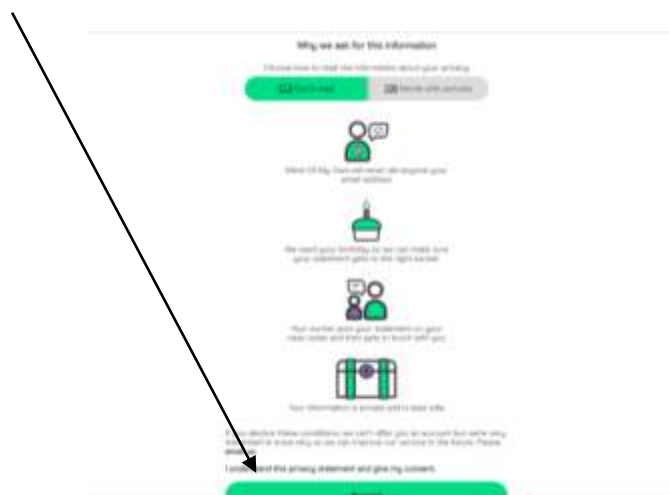 Why we ask for this information
Choose how to read the information about your privacy
Quick read
Words with pictures
Mind Of My Own will never tell anyone your
email address
We need your birthday so we can make sure
your statement gets to the right worker
Your worker puts your statement on your
case notes and then gets in touch with you
Your information is private and is kept safe
If you decline these conditions we can't offer you an account but we're very
to know why so we can improve our service in the future. Please
I understand this privacy statement and give my consent.